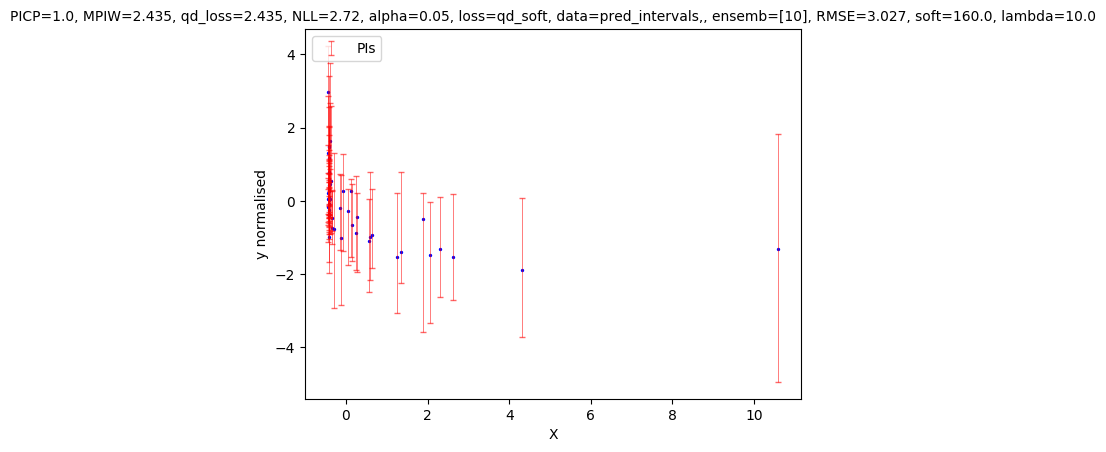 PICP=1.0, MPIW=2.435, qd_loss=2.435, NLL=2.72, alpha=0.05, loss=qd_soft, data=pred_intervals,, ensemb=[10], RMSE=3.027, soft=160.0, lambda=10.0
PIs
4
2
0
−2
−4
y normalised
0 2 4 6 8 10
X